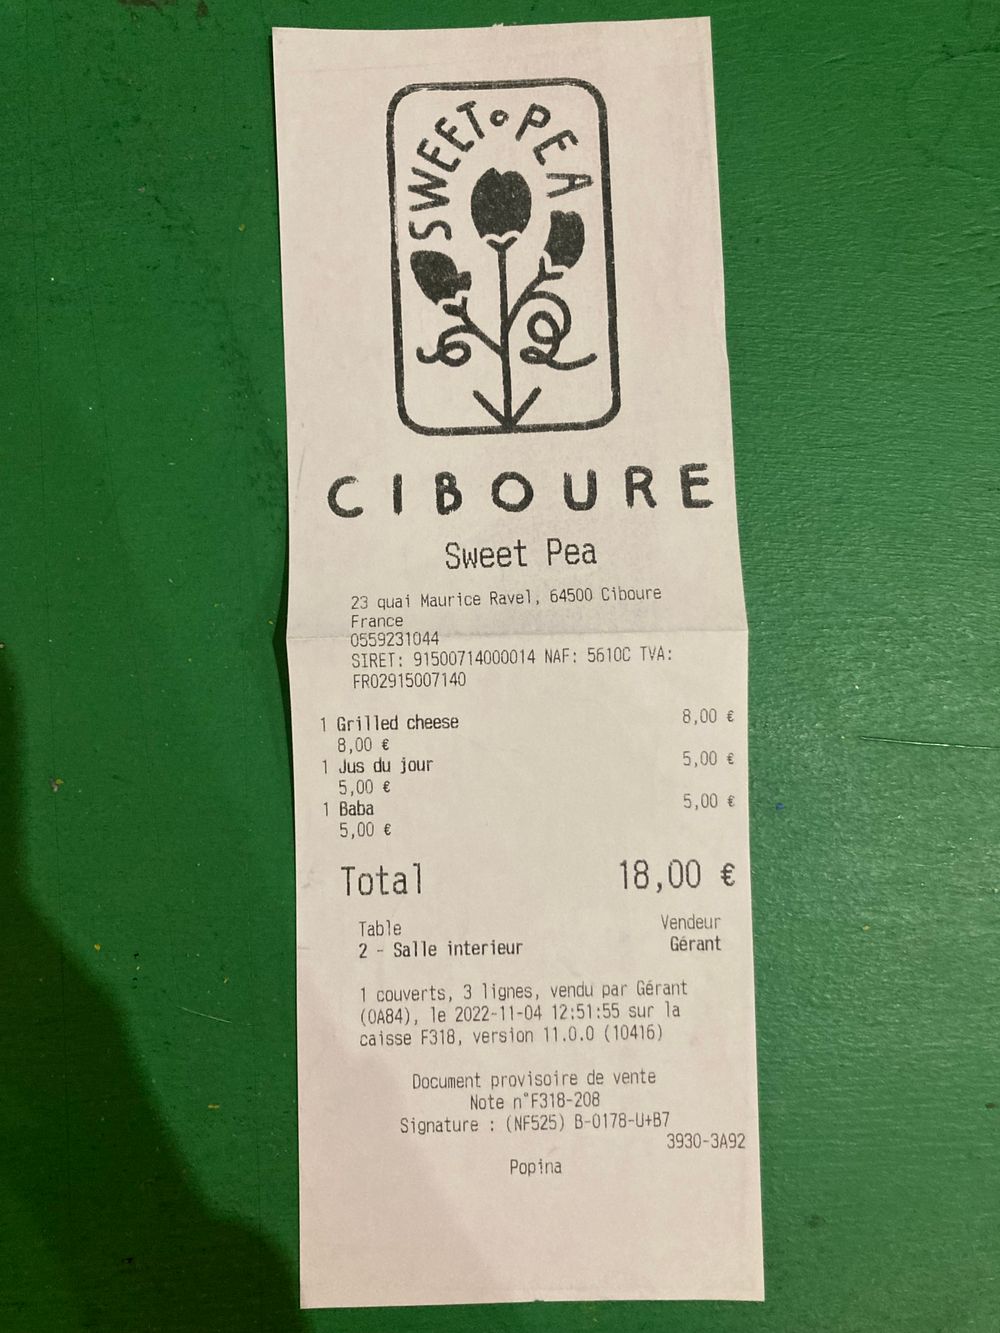 SWEET PEA
CIBOURE
Sweet Pea
23 quai Maurice Ravel, 64500 Ciboure
France
0559231044
SIRET: 91500714000014 NAF: 5610C TVA:
FR02915007140
1 Grilled cheese 8,00 €
8,00 €
1 Jus du jour 5,00 €
5,00 €
1 Baba 5,00 €
5,00 €
Total 18,00 €
Table Vendeur
2 - Salle interieur Gérant
1 couverts, 3 lignes, vendu par Gérant
(0A84), le 2022-11-04 12:51:55 sur la
caisse F318, version 11.0.0 (10416)
Document provisoire de vente
Note n°F318-208
Signature : (NF525) B-0178-U+B7
3930-3A92
Popina